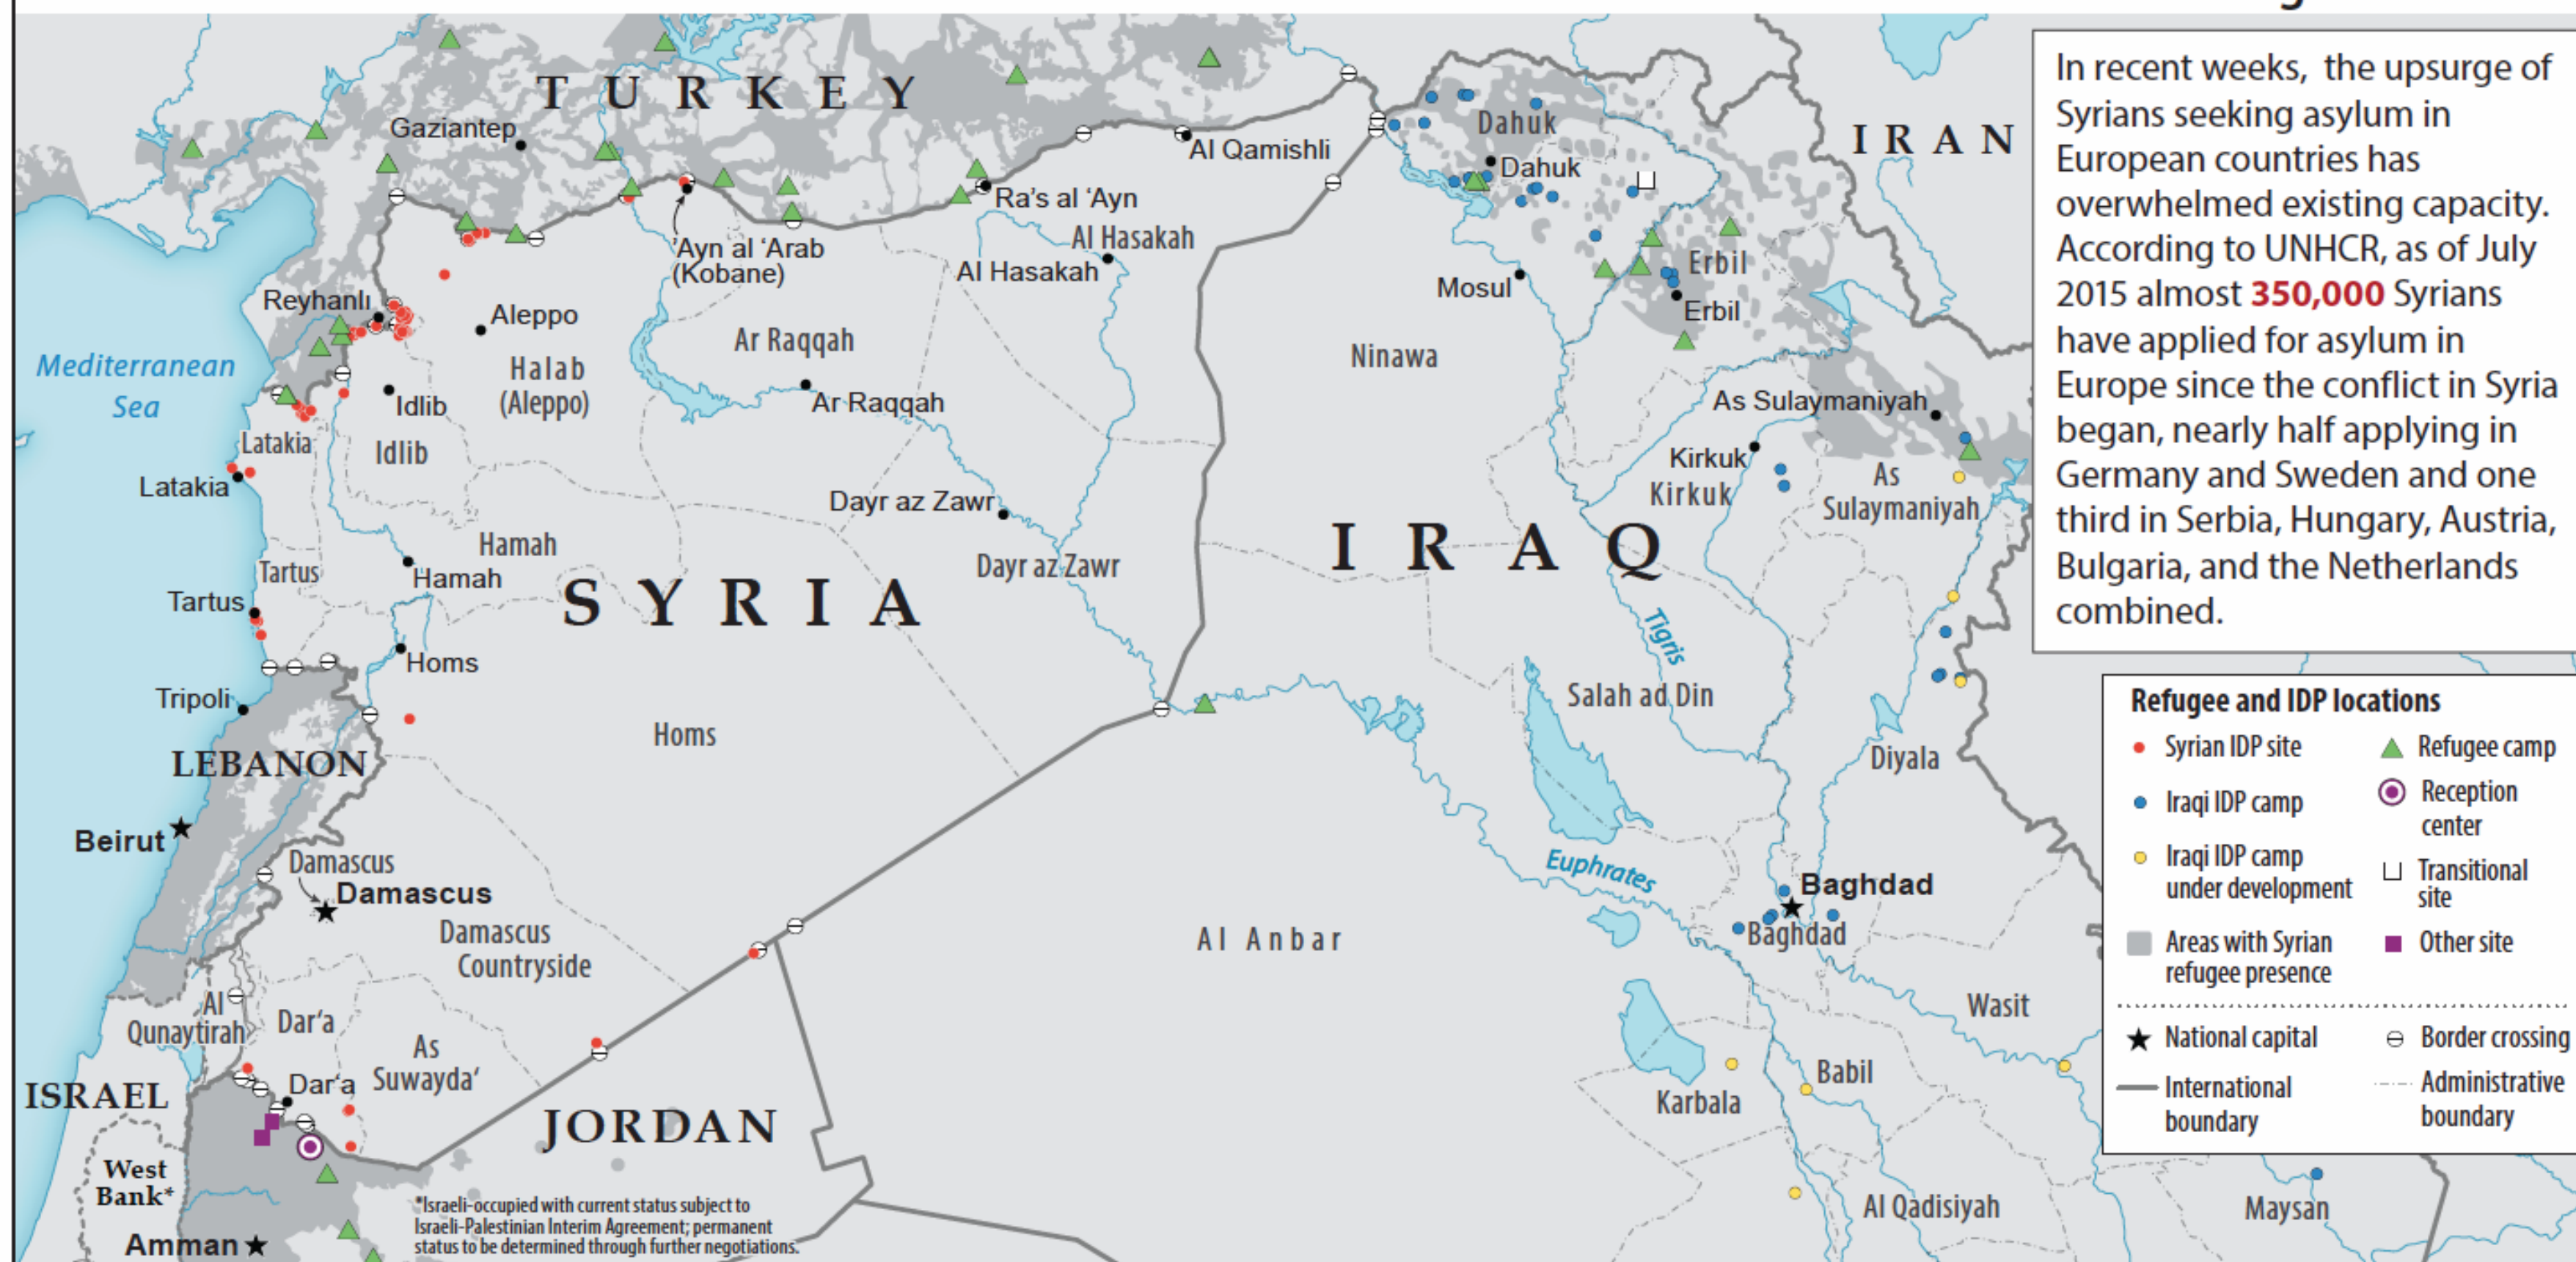 TURKEY
Gaziantep
Al Qamishli
Dahuk
Dahuk
IRAN
Ra's al ‘Ayn
'Ayn al ‘Arab
(Kobane)
Al Hasakah
Al Hasakah
Mosul
Erbil
Erbil
Reyhanlı
Aleppo
Ar Raqqah
Halab
(Aleppo)
Ninawa
Mediterranean
Sea
Idlib
Ar Raqqah
As Sulaymaniyah
Latakia
Idlib
Kirkuk
Kirkuk
As
Sulaymaniyah
Latakia
Dayr az Zawr
IRAQ
Hamah
Hamah
Dayr az Zawr
Tartus
Tartus
SYRIA
Tigris
Homs
Tripoli
Homs
Salah ad Din
LEBANON
Diyala
Beirut
Damascus
Damascus
Euphrates
Baghdad
Baghdad
Damascus
Countryside
Al Anbar
Al
Qunaytirah
Dar‘a
As
Suwayda‘
Wasit
ISRAEL
Dar‘a
Babil
Karbala
JORDAN
West
Bank*
Al Qadisiyah
Maysan
Amman
*Israeli-occupied with current status subject to
Israeli-Palestinian Interim Agreement; permanent
status to be determined through further negotiations.
In recent weeks, the upsurge of
Syrians seeking asylum in
European countries has
overwhelmed existing capacity.
According to UNHCR, as of July
2015 almost 350,000 Syrians
have applied for asylum in
Europe since the conflict in Syria
began, nearly half applying in
Germany and Sweden and one
third in Serbia, Hungary, Austria,
Bulgaria, and the Netherlands
combined.
Refugee and IDP locations
Syrian IDP site
Iraqi IDP camp
Iraqi IDP camp
under development
Areas with Syrian
refugee presence
Refugee camp
Reception
center
Transitional
site
Other site
National capital
International
boundary
Border crossing
Administrative
boundary